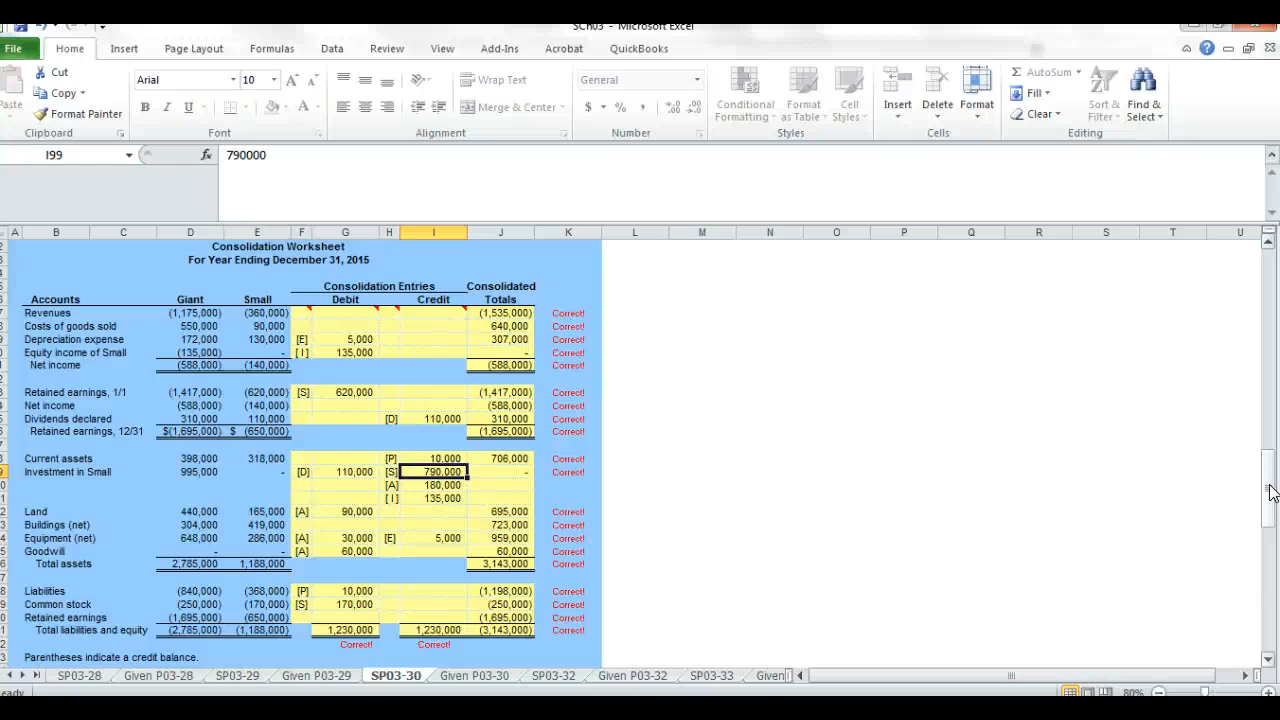 SCh03 - Microsoft Excel
File Home Insert Page Layout Formulas Data Review View Add-Ins Acrobat QuickBooks
Cut
Copy
Format Painter
Paste
Clipboard
Arial 10
B I U
Font
Wrap Text
Merge & Center
Alignment
General
$ % ,
Number
Conditional Formatting
Format as Table
Cell Styles
Styles
Insert Delete Format
Cells
AutoSum
Fill
Clear
Sort & Filter
Find & Select
Editing
I99 fx 790000
A B C D E F G H I J K L M N O P Q R S T U
Consolidation Worksheet
For Year Ending December 31, 2015
Consolidation Entries Consolidated
Accounts Giant Small Debit Credit Totals
Revenues (1,175,000) (360,000) (1,535,000) Correct!
Costs of goods sold 550,000 90,000 640,000 Correct!
Depreciation expense 172,000 130,000 [E] 5,000 307,000 Correct!
Equity income of Small (135,000) - [ I ] 135,000 - Correct!
Net income (588,000) (140,000) (588,000) Correct!
Retained earnings, 1/1 (1,417,000) (620,000) [S] 620,000 (1,417,000) Correct!
Net income (588,000) (140,000) (588,000) Correct!
Dividends declared 310,000 110,000 [D] 110,000 310,000 Correct!
Retained earnings, 12/31 $(1,695,000) $ (650,000) (1,695,000) Correct!
Current assets 398,000 318,000 [P] 10,000 706,000 Correct!
Investment in Small 995,000 - [D] 110,000 [S] 790,000 - Correct!
[A] 180,000
[ I ] 135,000
Land 440,000 165,000 [A] 90,000 695,000 Correct!
Buildings (net) 304,000 419,000 723,000 Correct!
Equipment (net) 648,000 286,000 [A] 30,000 [E] 5,000 959,000 Correct!
Goodwill - - [A] 60,000 60,000 Correct!
Total assets 2,785,000 1,188,000 3,143,000 Correct!
Liabilities (840,000) (368,000) [P] 10,000 (1,198,000) Correct!
Common stock (250,000) (170,000) [S] 170,000 (250,000) Correct!
Retained earnings (1,695,000) (650,000) (1,695,000) Correct!
Total liabilities and equity (2,785,000) (1,188,000) 1,230,000 1,230,000 (3,143,000) Correct!
Correct! Correct!
Parentheses indicate a credit balance.
SP03-28 Given P03-28 SP03-29 Given P03-29 SP03-30 Given P03-30 SP03-32 Given P03-32 SP03-33 Given
80%